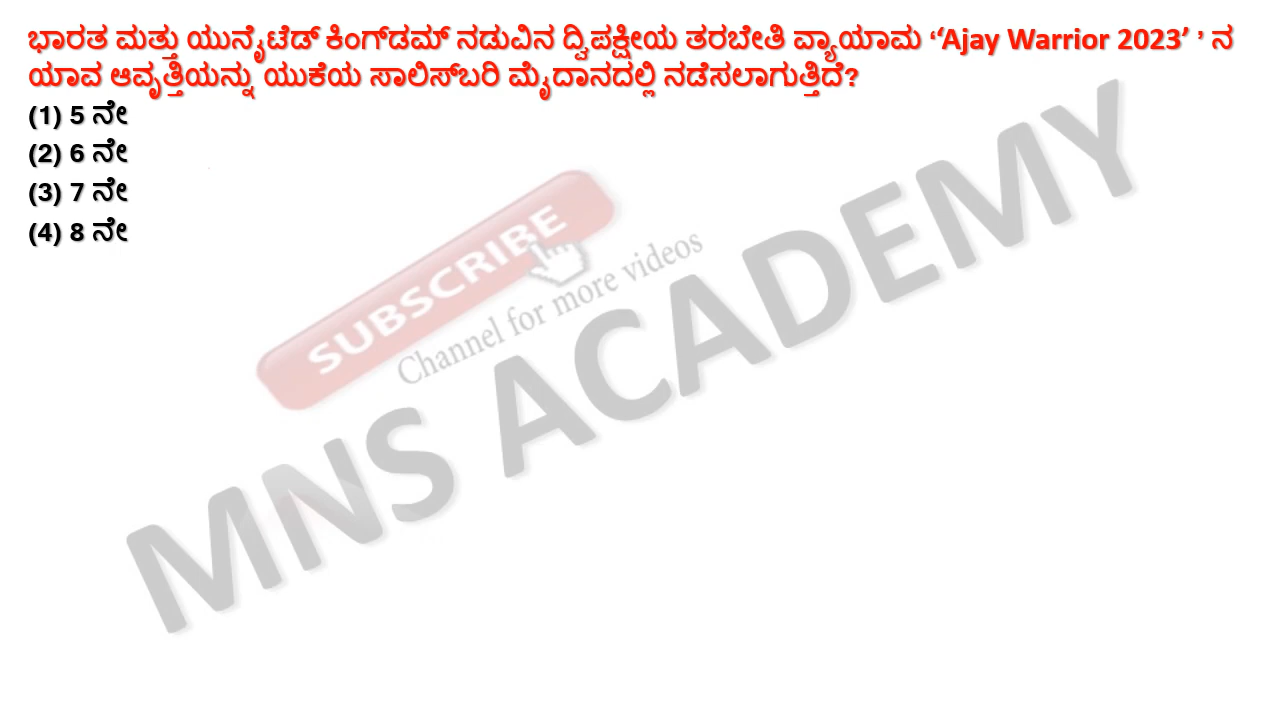 ಭಾರತ ಮತ್ತು ಯುನೈಟೆಡ್ ಕಿಂಗ್‌ಡಮ್ ನಡುವಿನ ದ್ವಿಪಕ್ಷೀಯ ತರಬೇತಿ ವ್ಯಾಯಾಮ ‘‘Ajay Warrior 2023’ ’ ನ
ಯಾವ ಆವೃತ್ತಿಯನ್ನು ಯುಕೆಯ ಸಾಲಿಸ್‌ಬರಿ ಮೈದಾನದಲ್ಲಿ ನಡೆಸಲಾಗುತ್ತಿದೆ?
(1) 5 ನೇ
(2) 6 ನೇ
(3) 7 ನೇ
(4) 8 ನೇ
SUBSCRIBE
Channel for more videos
MNS ACADEMY